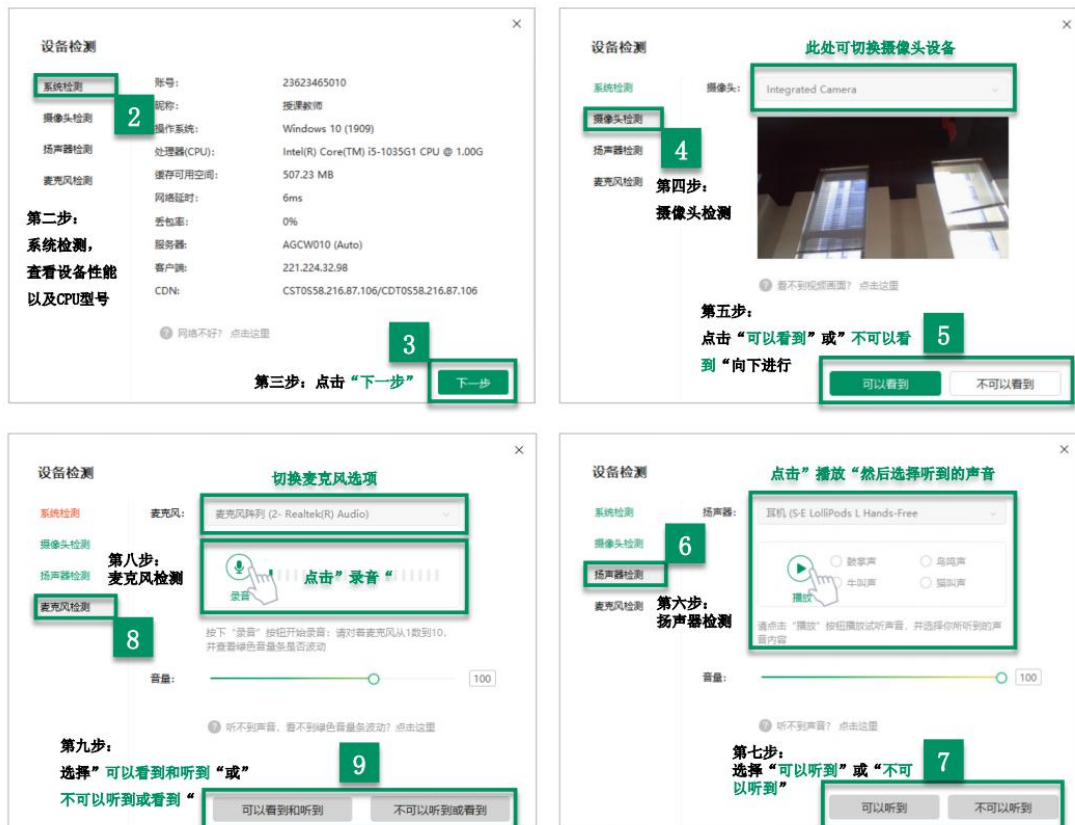 设备检测
系统检测
2
摄像头检测
扬声器检测
麦克风检测
账号： 23623465010
昵称： 授课教师
操作系统： Windows 10 (1909)
处理器(CPU)： Intel(R) Core(TM) i5-1035G1 CPU @ 1.00G
缓存可用空间： 507.23 MB
网络延时： 6ms
丢包率： 0%
服务器： AGCW010 (Auto)
客户端： 221.224.32.98
CDN： CST0S58.216.87.106/CDT0S58.216.87.106
第二步：
系统检测，
查看设备性能
以及CPU型号
网络不好？ 点击这里
3
第三步：点击“下一步”
下一步
设备检测
此处可切换摄像头设备
系统检测
摄像头检测
4
扬声器检测
麦克风检测
摄像头： Integrated Camera
第四步：
摄像头检测
看不到视频画面？ 点击这里
第五步：
点击“可以看到”或”不可以看
到“向下进行
5
可以看到 不可以看到
设备检测
点击”播放“然后选择听到的声音
系统检测
摄像头检测
6
扬声器检测
麦克风检测
扬声器： 耳机 (S-E LolliPods L Hands-Free
播放
鼓掌声 鸟鸣声
牛叫声 猫叫声
第六步：
扬声器检测
请点击“播放”按钮播放试听声音，并选择你所听到的声
音内容
音量： 100
听不到声音？ 点击这里
第七步：
选择“可以听到”或“不可
以听到”
7
可以听到 不可以听到
设备检测
切换麦克风选项
系统检测
摄像头检测
扬声器检测
麦克风检测
8
麦克风： 麦克风阵列 (2- Realtek(R) Audio)
第八步：
麦克风检测
录音
点击”录音“
按下“录音”按钮开始录音；请对着麦克风从1数到10，
并查看绿色音量条是否波动
音量： 100
听不到声音，看不到绿色音量条波动？ 点击这里
第九步：
选择”可以看到和听到“或”
不可以听到或看到“
9
可以看到和听到 不可以听到或看到